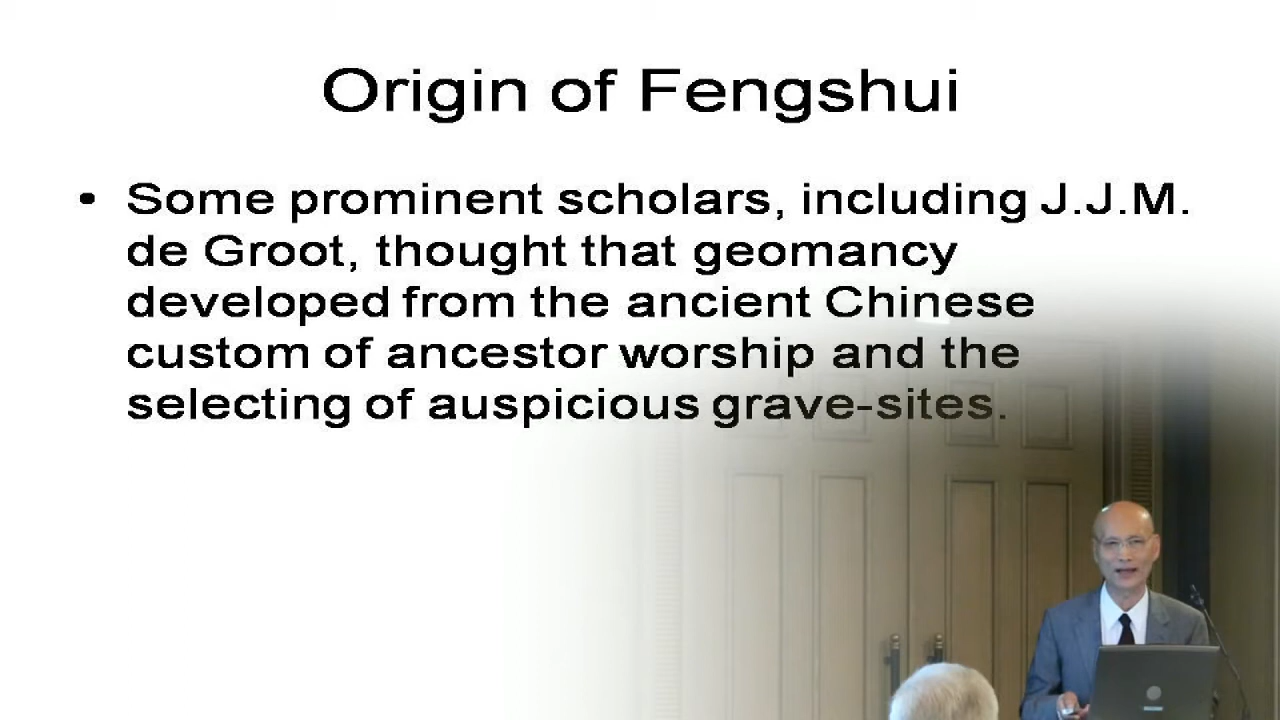 Origin of Fengshui
• Some prominent scholars, including J.J.M.
de Groot, thought that geomancy
developed from the ancient Chinese
custom of ancestor worship and the
selecting of auspicious grave-sites.